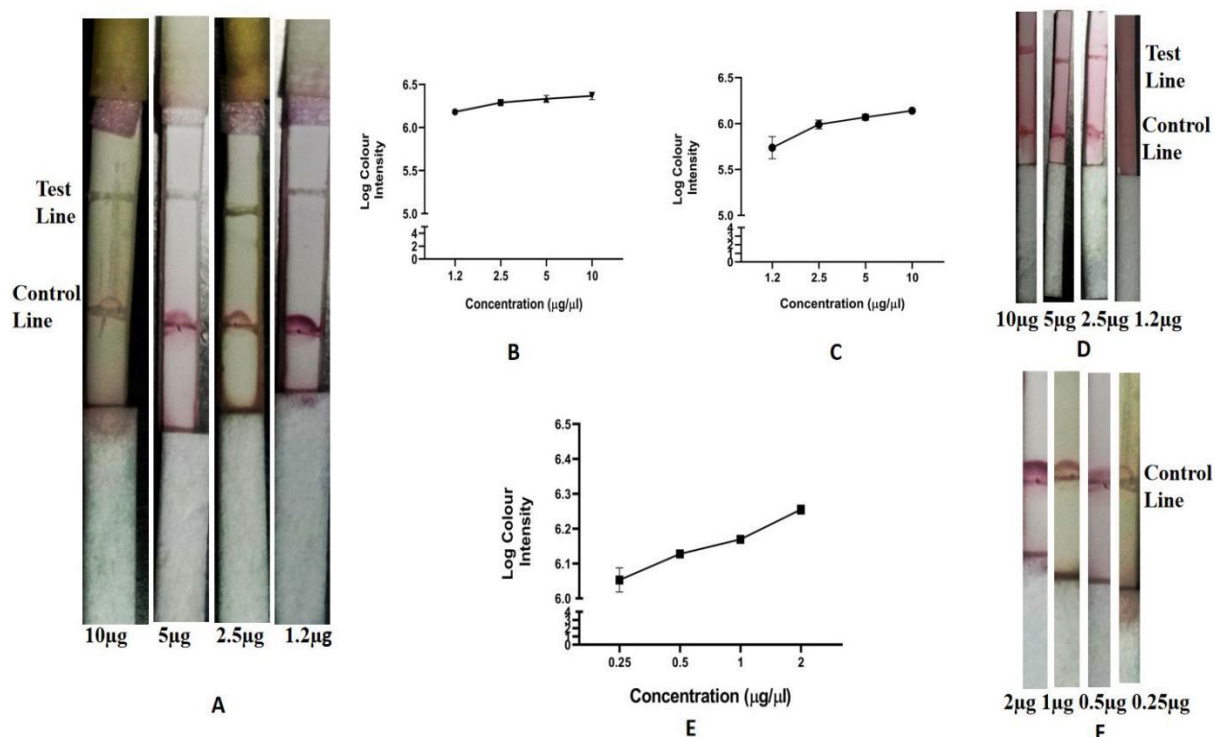 Test
Line
Control
Line
10µg 5µg 2.5µg 1.2µg
A
6.5
6.0
5.5
5.0
4
2
0
Log Colour
Intensity
1.2 2.5 5 10
Concentration (µg/µl)
B
6.5
6.0
5.5
5.0
4
3
2
1
0
Log Colour
Intensity
1.2 2.5 5 10
Concentration (µg/µl)
C
Test
Line
Control
Line
10µg 5µg 2.5µg 1.2µg
D
6.5
6.4
6.3
6.2
6.1
6.0
4
3
2
1
0
Log Colour
Intensity
0.25 0.5 1 2
Concentration (µg/µl)
E
Control
Line
2µg 1µg 0.5µg 0.25µg